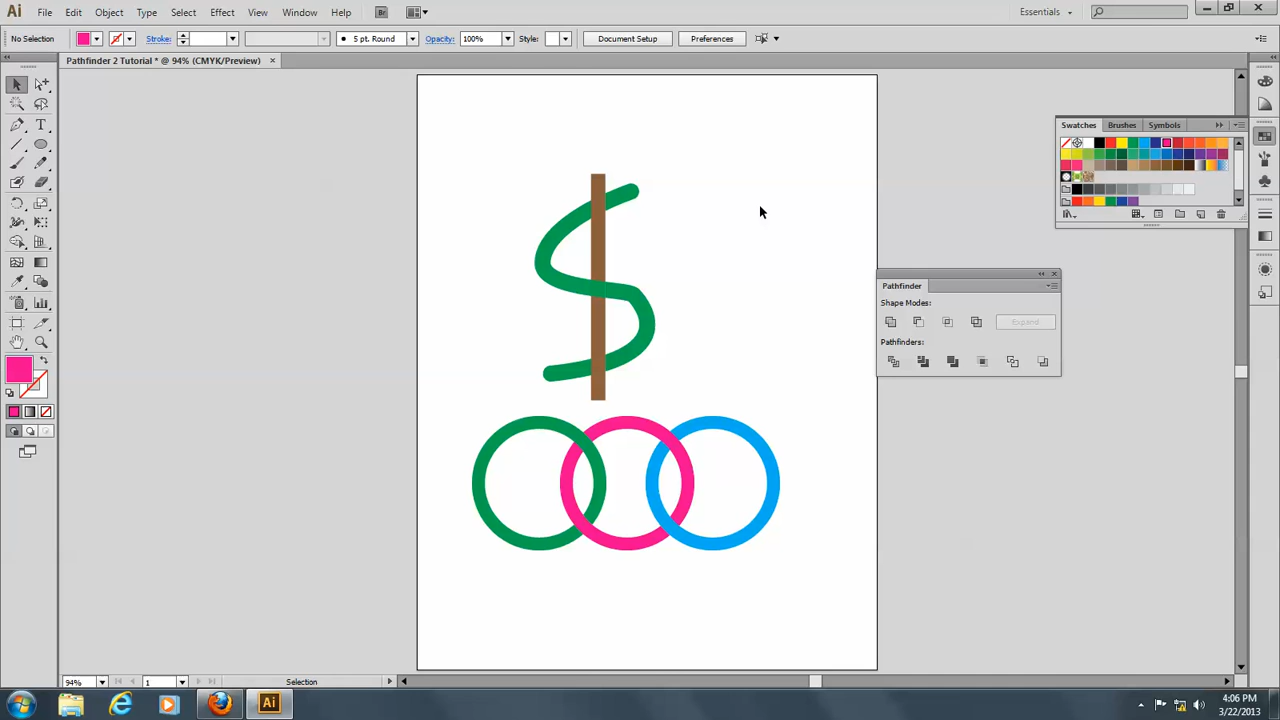 Ai File Edit Object Type Select Effect View Window Help Br Essentials
No Selection Stroke: 5 pt. Round Opacity: 100% Style: Document Setup Preferences
Pathfinder 2 Tutorial * @ 94% (CMYK/Preview)
Swatches Brushes Symbols
Pathfinder
Shape Modes:
Expand
Pathfinders:
94% 1 Selection
Ai
4:06 PM
3/22/2013